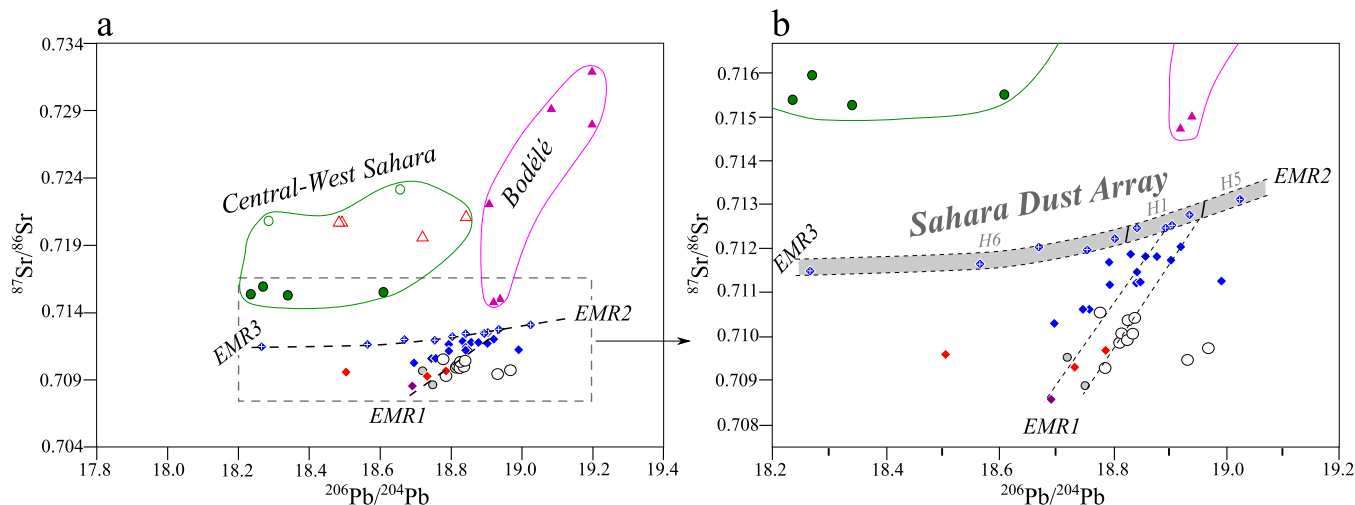 a
0.734
0.729
0.724
0.719
0.714
0.709
0.704
87Sr/86Sr
Central-West Sahara
Bodélé
EMR3
EMR2
EMR1
17.8 18.0 18.2 18.4 18.6 18.8 19.0 19.2 19.4
206Pb/204Pb
b
0.716
0.715
0.714
0.713
0.712
0.711
0.710
0.709
0.708
87Sr/86Sr
Sahara Dust Array
H6
H1
H5
EMR3
EMR2
EMR1
18.2 18.4 18.6 18.8 19.0 19.2
206Pb/204Pb